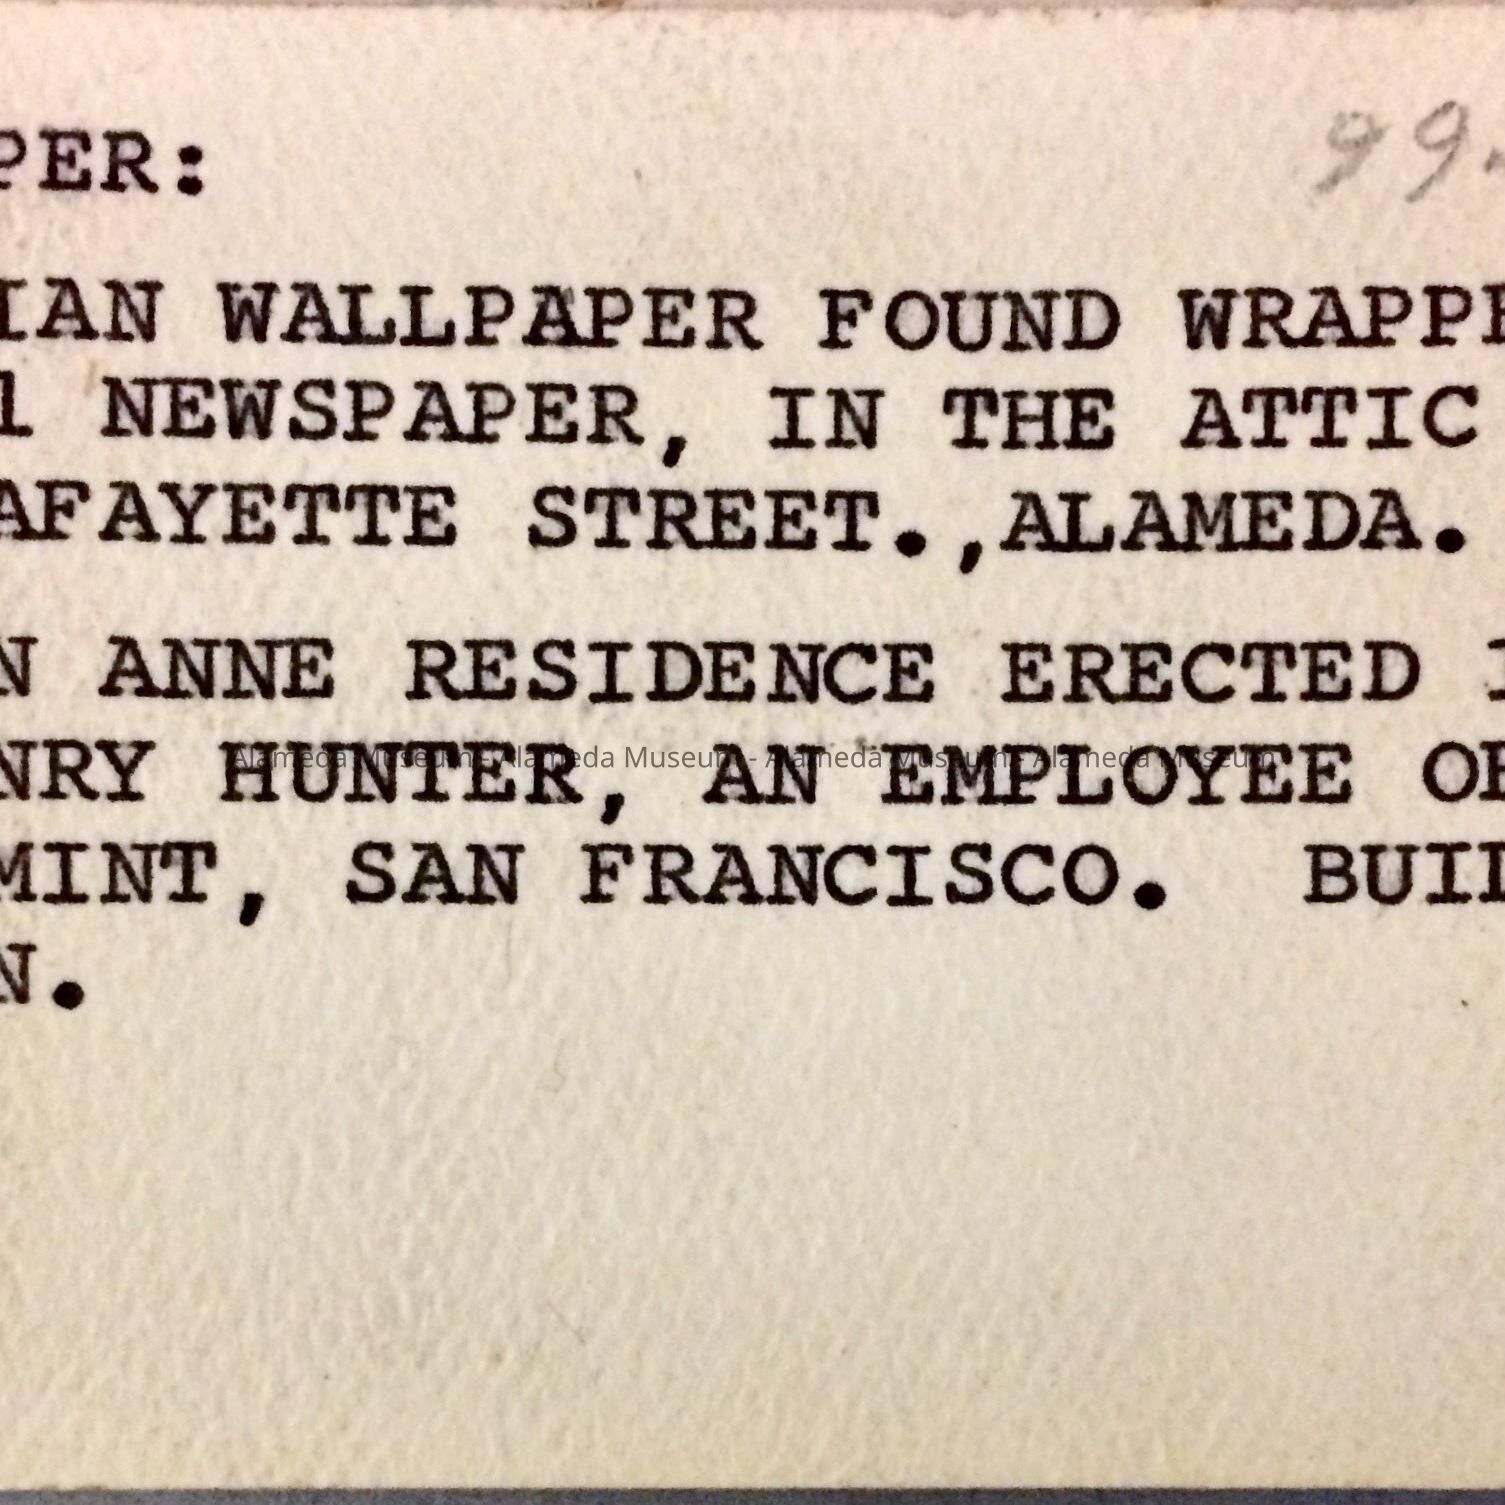 PER: 99.
IAN WALLPAPER FOUND WRAPPE
1 NEWSPAPER, IN THE ATTIC
AFAYETTE STREET.,ALAMEDA.
N ANNE RESIDENCE ERECTED I
NRY HUNTER, AN EMPLOYEE OF
Alameda Museum - Alameda Museum - Alameda Museum - Alameda Museum
MINT, SAN FRANCISCO. BUIL
N.